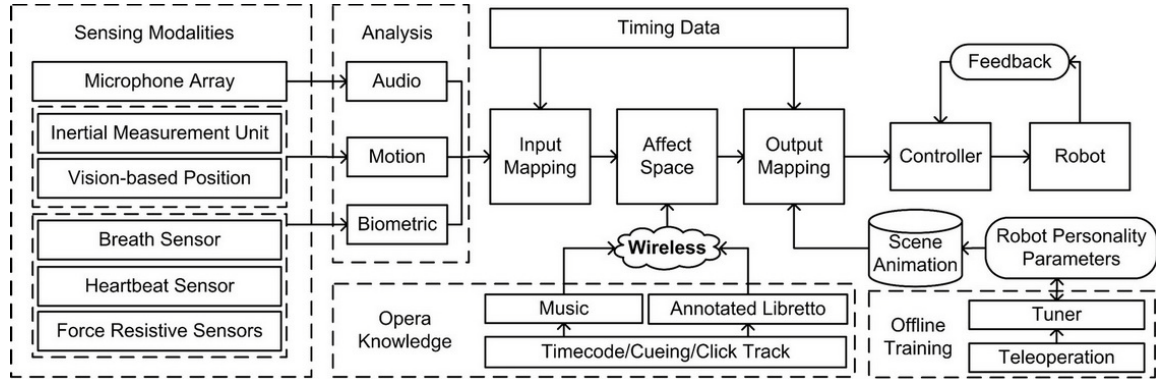 Sensing Modalities
Microphone Array
Inertial Measurement Unit
Vision-based Position
Breath Sensor
Heartbeat Sensor
Force Resistive Sensors
Analysis
Audio
Motion
Biometric
Timing Data
Input
Mapping
Affect
Space
Output
Mapping
Controller
Robot
Feedback
Wireless
Scene
Animation
Robot Personality
Parameters
Opera
Knowledge
Music
Annotated Libretto
Timecode/Cueing/Click Track
Offline
Training
Tuner
Teleoperation